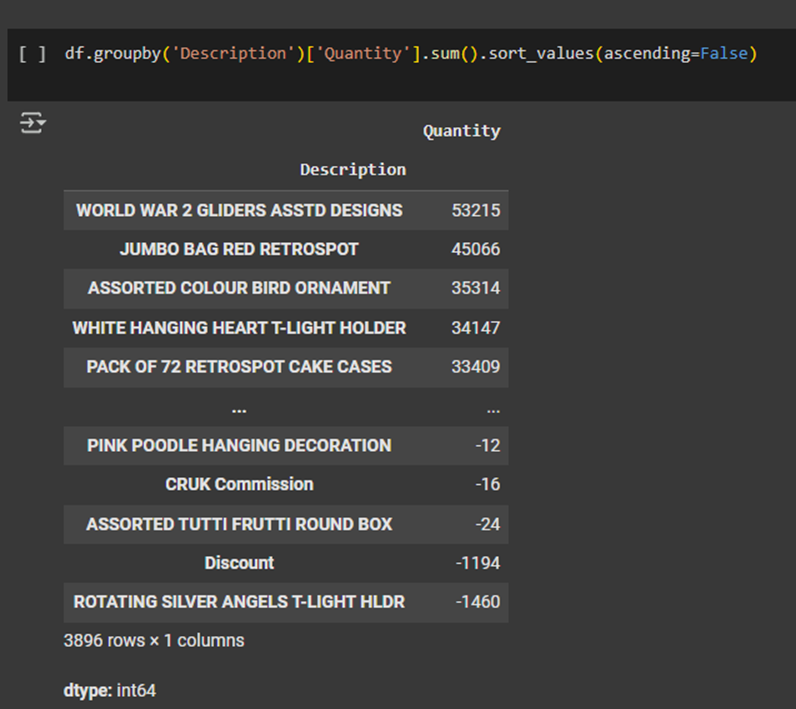 [ ] df.groupby('Description')['Quantity'].sum().sort_values(ascending=False)
Quantity
Description
WORLD WAR 2 GLIDERS ASSTD DESIGNS 53215
JUMBO BAG RED RETROSPOT 45066
ASSORTED COLOUR BIRD ORNAMENT 35314
WHITE HANGING HEART T-LIGHT HOLDER 34147
PACK OF 72 RETROSPOT CAKE CASES 33409
... ...
PINK POODLE HANGING DECORATION -12
CRUK Commission -16
ASSORTED TUTTI FRUTTI ROUND BOX -24
Discount -1194
ROTATING SILVER ANGELS T-LIGHT HLDR -1460
3896 rows × 1 columns
dtype: int64